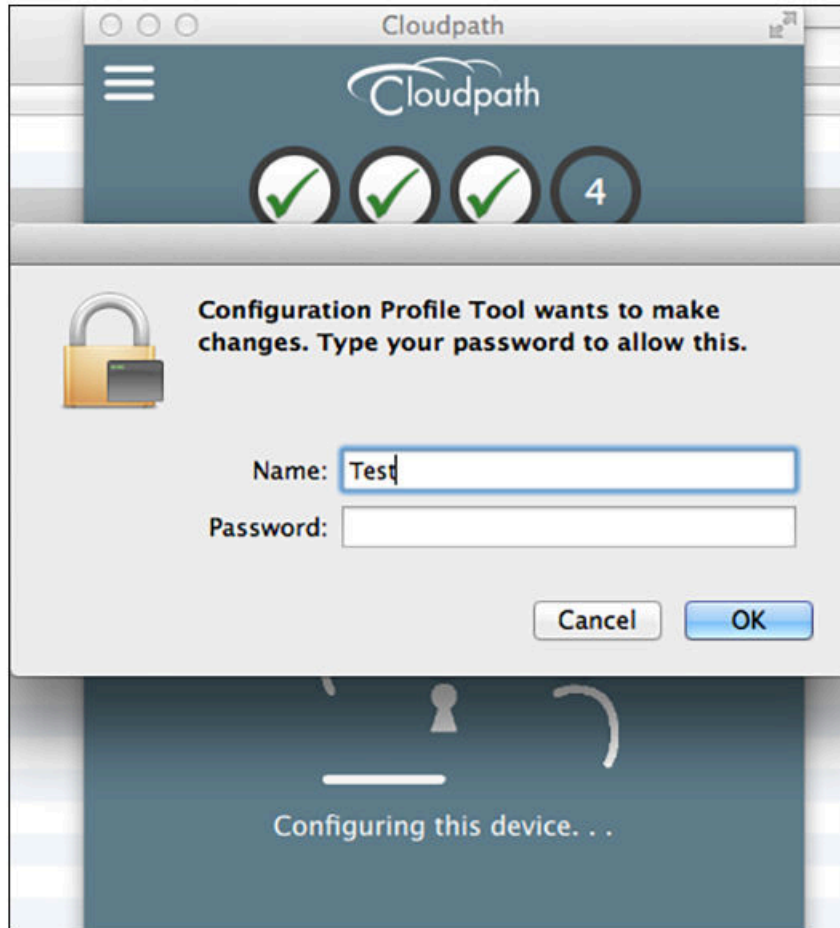 Cloudpath
Cloudpath
4
Configuration Profile Tool wants to make
changes. Type your password to allow this.
Name: Test
Password:
Cancel OK
Configuring this device. . .